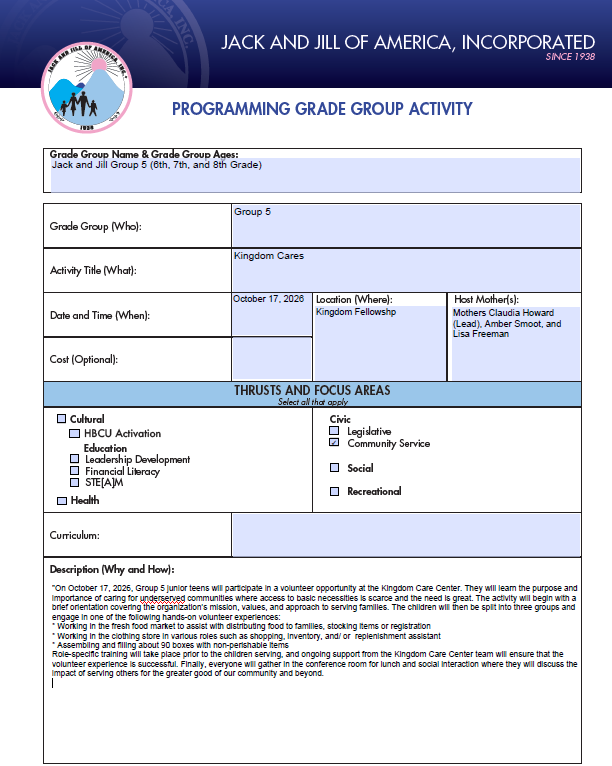 JACK AND JILL OF AMERICA, INCORPORATED
SINCE 1938
JACK AND JILL OF AMERICA, INC.
1938
PROGRAMMING GRADE GROUP ACTIVITY
Grade Group Name & Grade Group Ages:
Jack and Jill Group 5 (6th, 7th, and 8th Grade)
Grade Group (Who):
Group 5
Activity Title (What):
Kingdom Cares
Date and Time (When):
October 17, 2026
Location (Where):
Kingdom Fellowshp
Host Mother(s):
Mothers Claudia Howard
(Lead), Amber Smoot, and
Lisa Freeman
Cost (Optional):
THRUSTS AND FOCUS AREAS
Select all that apply
Cultural
HBCU Activation
Education
Leadership Development
Financial Literacy
STE[A]M
Health
Civic
Legislative
Community Service
Social
Recreational
Curriculum:
Description (Why and How):
"On October 17, 2026, Group 5 junior teens will participate in a volunteer opportunity at the Kingdom Care Center. They will learn the purpose and
importance of caring for underserved communities where access to basic necessities is scarce and the need is great. The activity will begin with a
brief orientation covering the organization's mission, values, and approach to serving families. The children will then be split into three groups and
engage in one of the following hands-on volunteer experiences:
* Working in the fresh food market to assist with distributing food to families, stocking items or registration
* Working in the clothing store in various roles such as shopping, inventory, and/ or replenishment assistant
* Assembling and filling about 90 boxes with non-perishable items
Role-specific training will take place prior to the children serving, and ongoing support from the Kingdom Care Center team will ensure that the
volunteer experience is successful. Finally, everyone will gather in the conference room for lunch and social interaction where they will discuss the
impact of serving others for the greater good of our community and beyond.